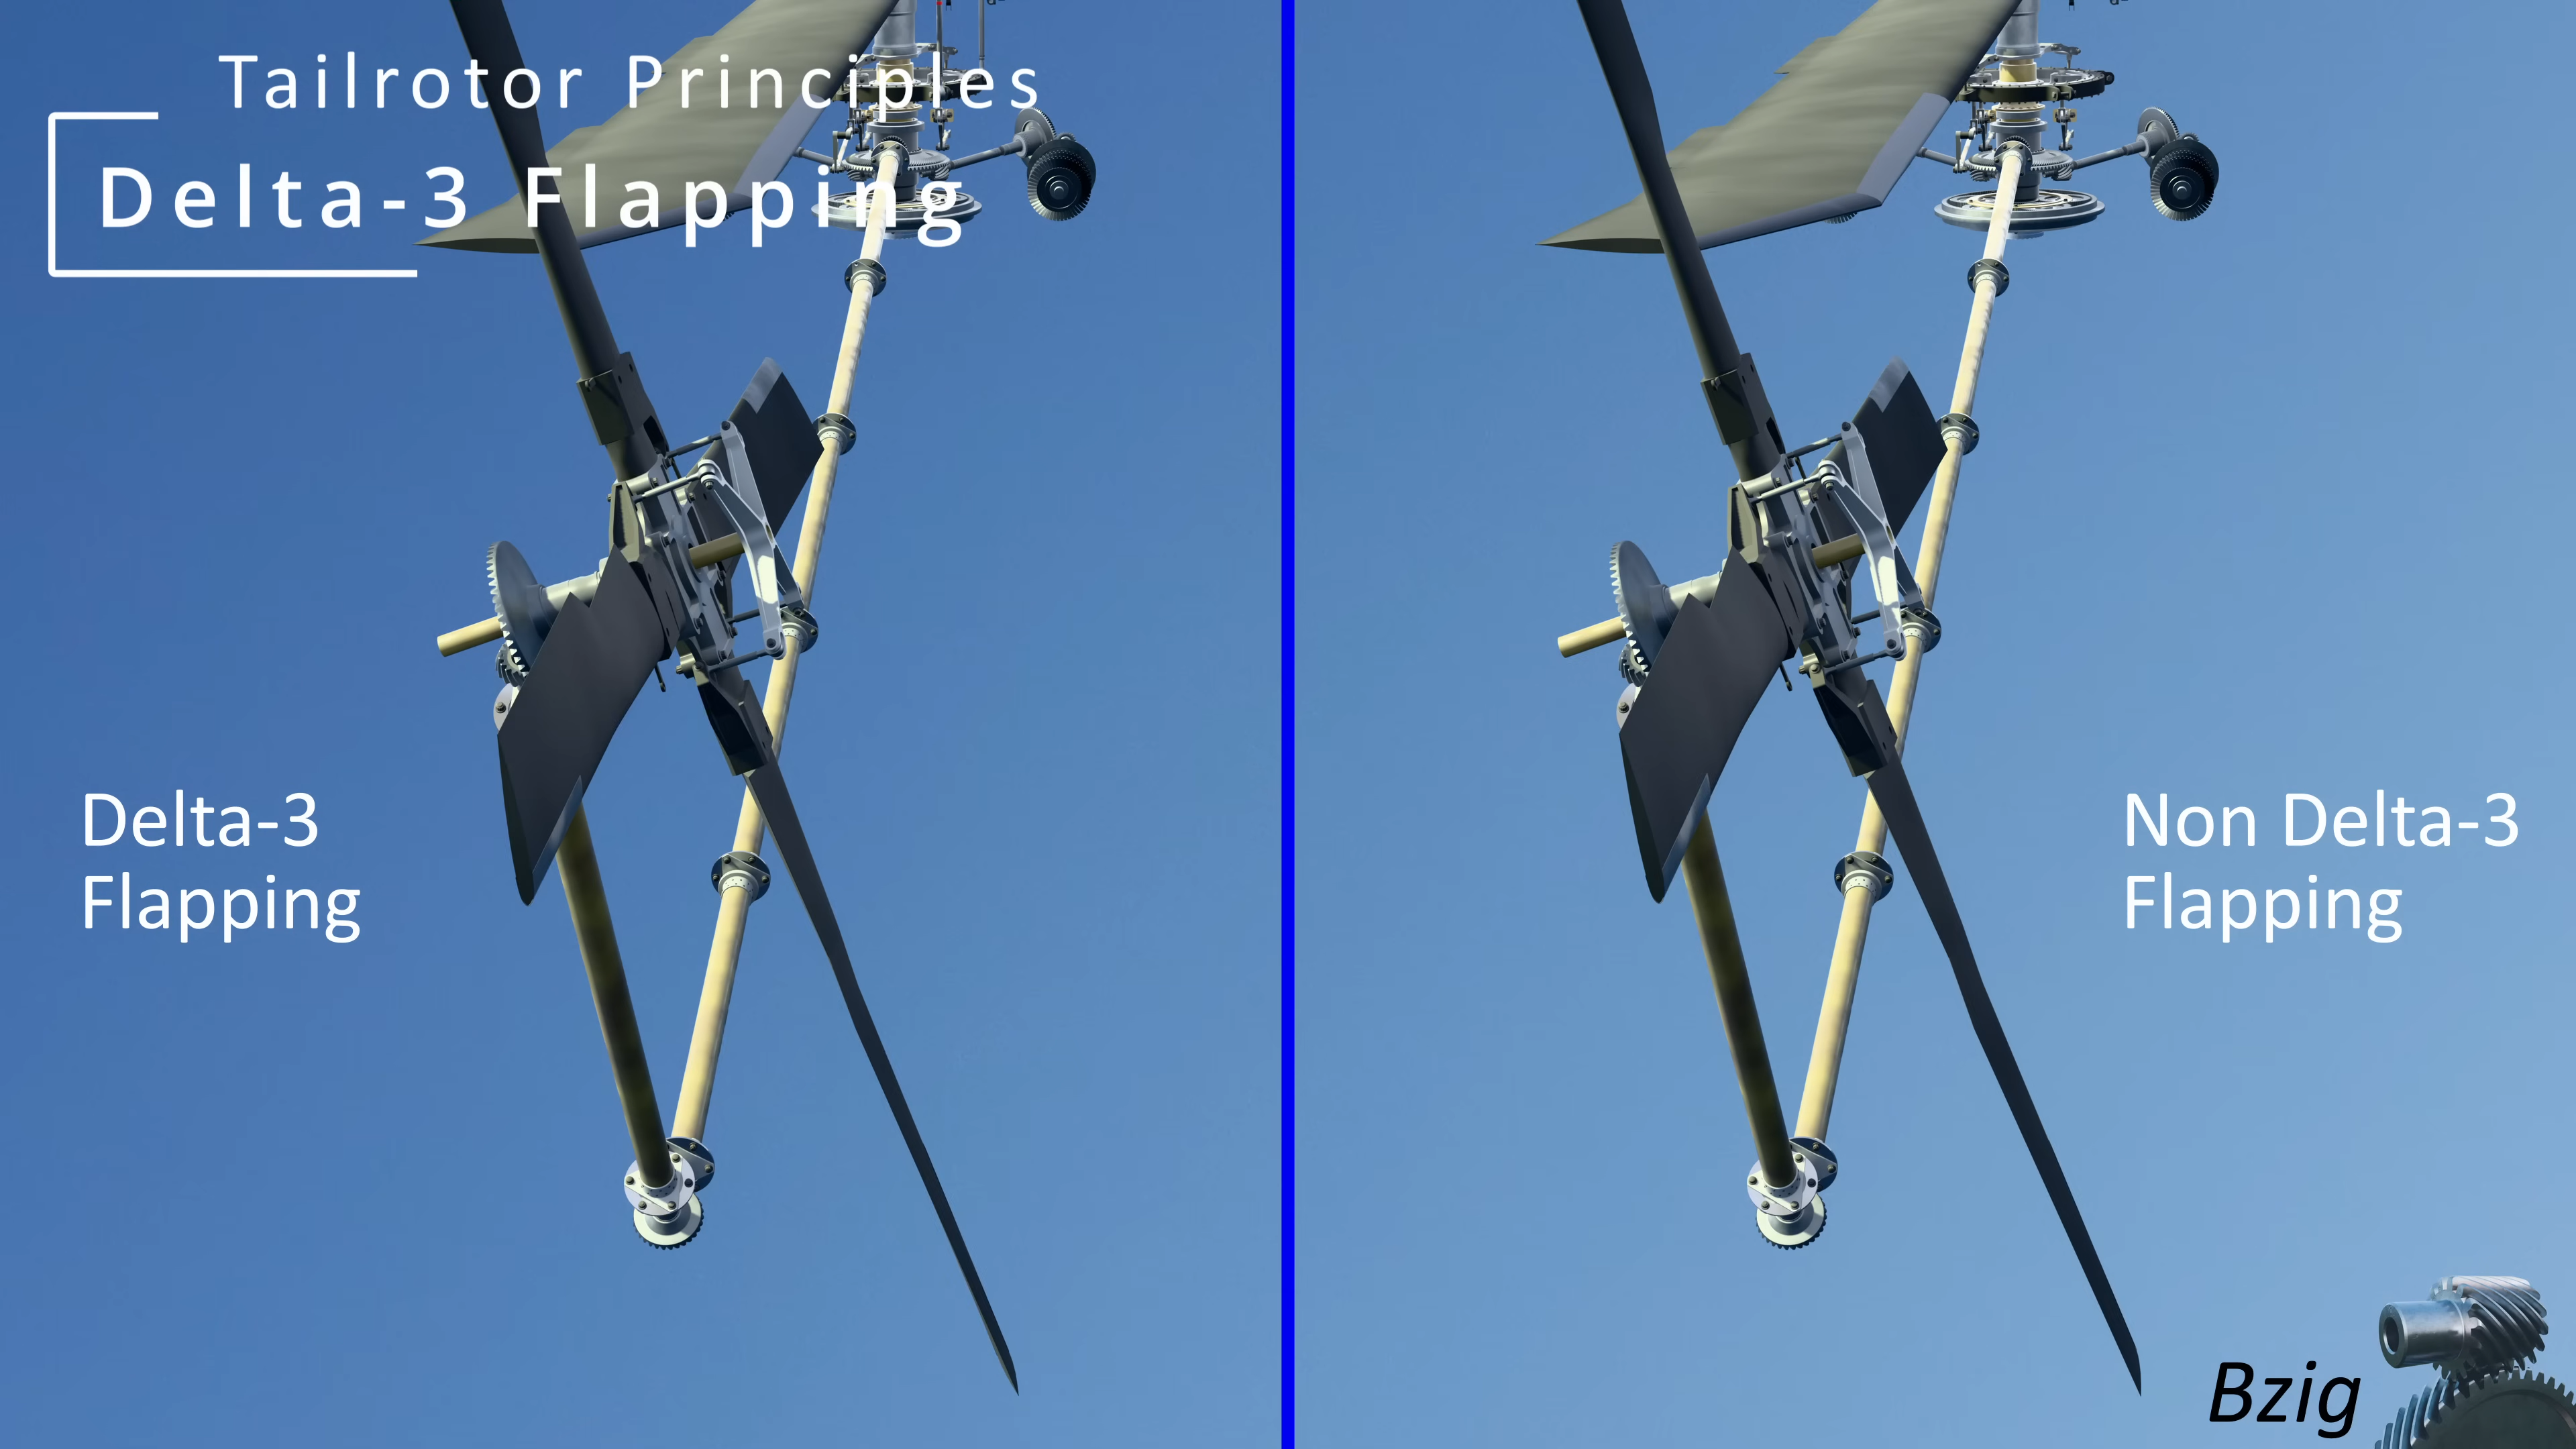 Tailrotor Principles
Delta-3 Flapping
Delta-3
Flapping
Non Delta-3
Flapping
Bzig